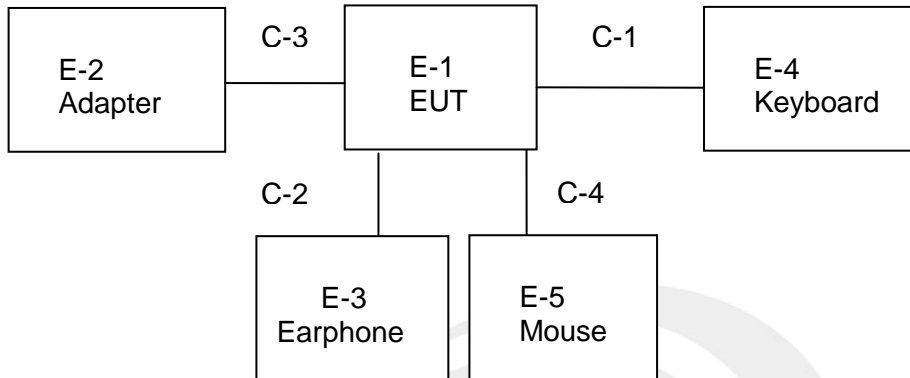 C-3
C-1
E-2
Adapter
E-1
EUT
E-4
Keyboard
C-2
C-4
E-3
Earphone
E-5
Mouse